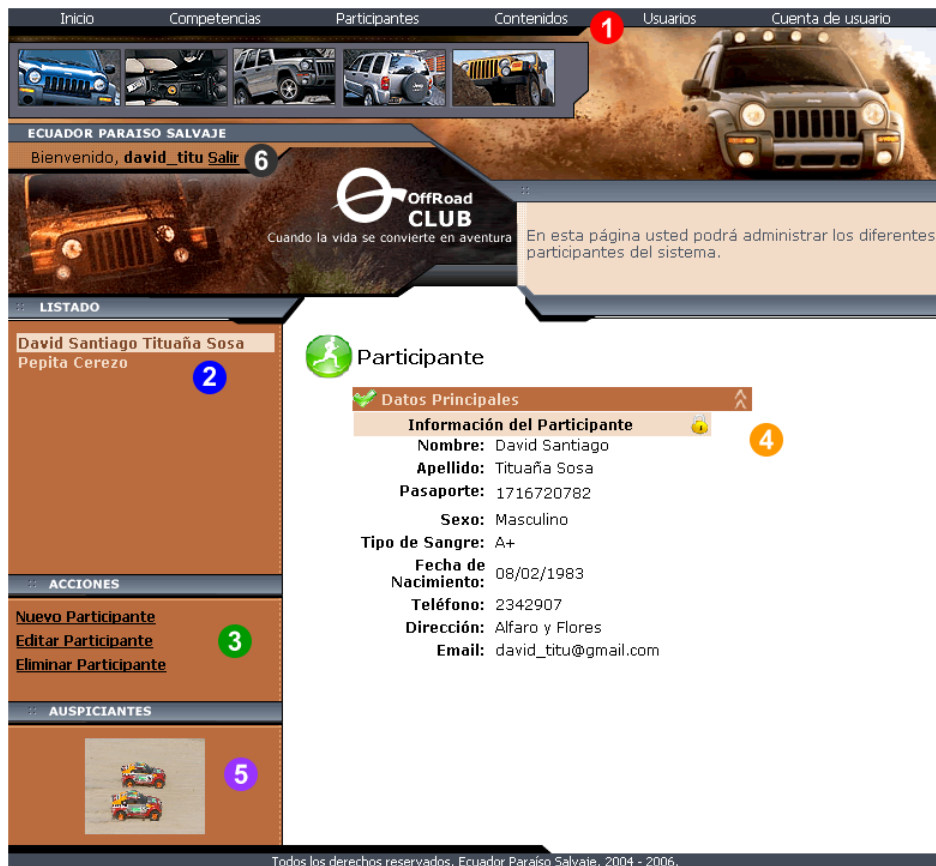 Inicio Competencias Participantes Contenidos Usuarios Cuenta de usuario
1
ECUADOR PARAISO SALVAJE
Bienvenido, david_titu Salir
6
OffRoad
CLUB
Cuando la vida se convierte en aventura
En esta página usted podrá administrar los diferentes
participantes del sistema.
LISTADO
David Santiago Tituaña Sosa
Pepita Cerezo
2
Participante
Datos Principales
Información del Participante
4
Nombre: David Santiago
Apellido: Tituaña Sosa
Pasaporte: 1716720782
Sexo: Masculino
Tipo de Sangre: A+
Fecha de
Nacimiento: 08/02/1983
Teléfono: 2342907
Dirección: Alfaro y Flores
Email: david_titu@gmail.com
ACCIONES
Nuevo Participante
Editar Participante
Eliminar Participante
3
AUSPICIANTES
5
Todos los derechos reservados. Ecuador Paraíso Salvaje. 2004 - 2006.